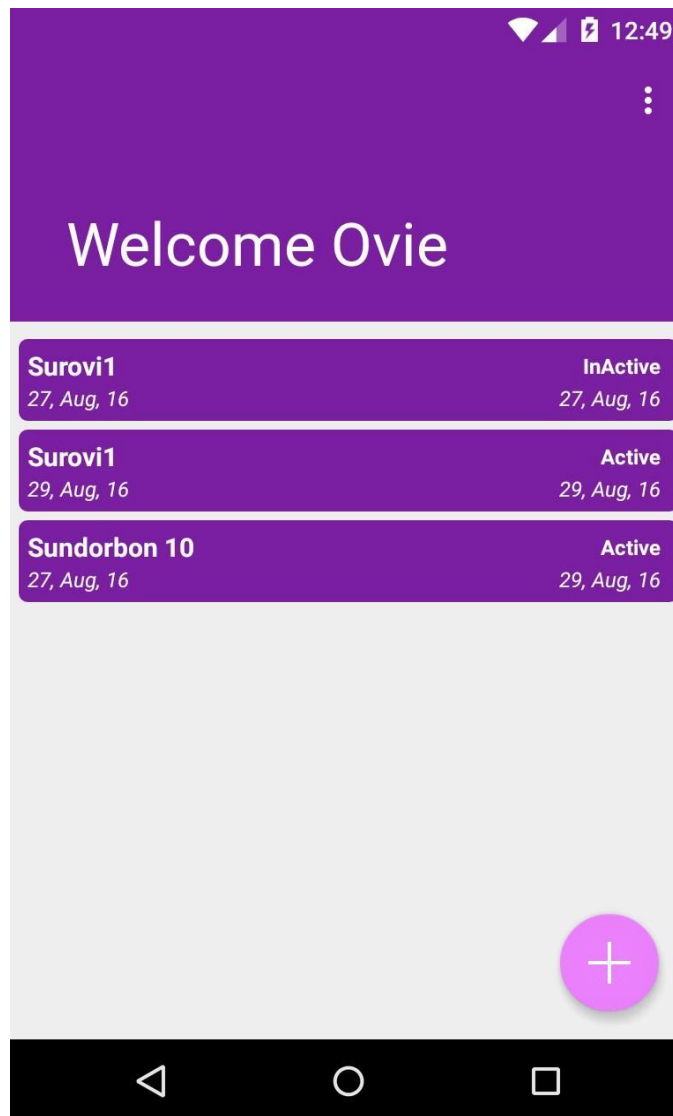 12:49
Welcome Ovie
Surovi1 InActive
27, Aug, 16 27, Aug, 16
Surovi1 Active
29, Aug, 16 29, Aug, 16
Sundorbon 10 Active
27, Aug, 16 29, Aug, 16